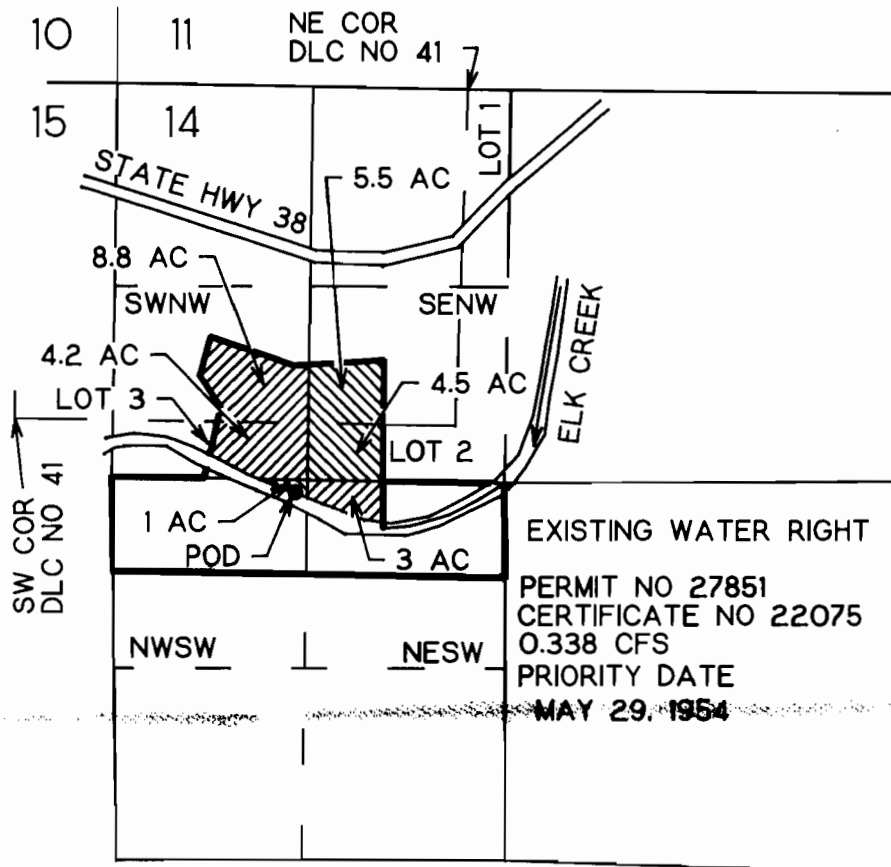 10
11
NE COR
DLC NO 41
15
14
LOT 1
STATE HWY 38
5.5 AC
8.8 AC
SWNW
SENW
ELK CREEK
4.2 AC
4.5 AC
LOT 3
LOT 2
SW COR
DLC NO 41
1 AC
POD
3 AC
EXISTING WATER RIGHT
PERMIT NO 27851
CERTIFICATE NO 22075
0.338 CFS
PRIORITY DATE
MAY 29, 1954
NWSW
NESW